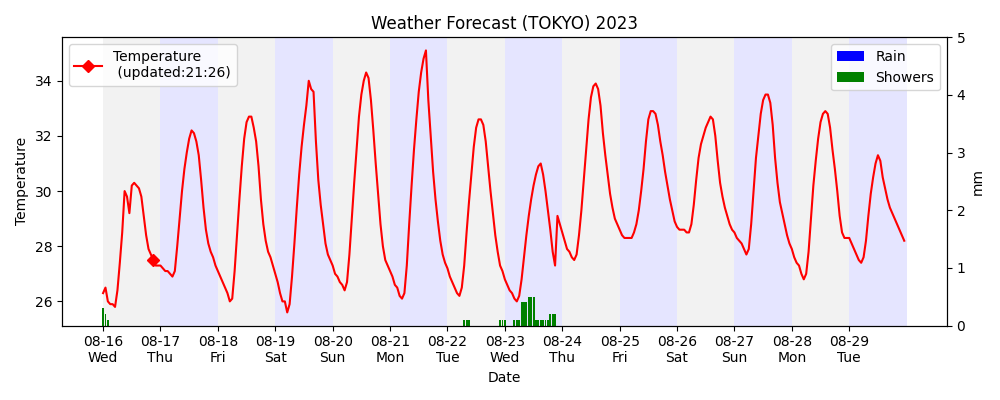 Weather Forecast (TOKYO) 2023
Temperature
(updated:21:26)
Rain
Showers
Temperature
34
32
30
28
26
5
4
3
2
1
0
mm
08-16 08-17 08-18 08-19 08-20 08-21 08-22 08-23 08-24 08-25 08-26 08-27 08-28 08-29
Wed Thu Fri Sat Sun Mon Tue Wed Thu Fri Sat Sun Mon Tue
Date